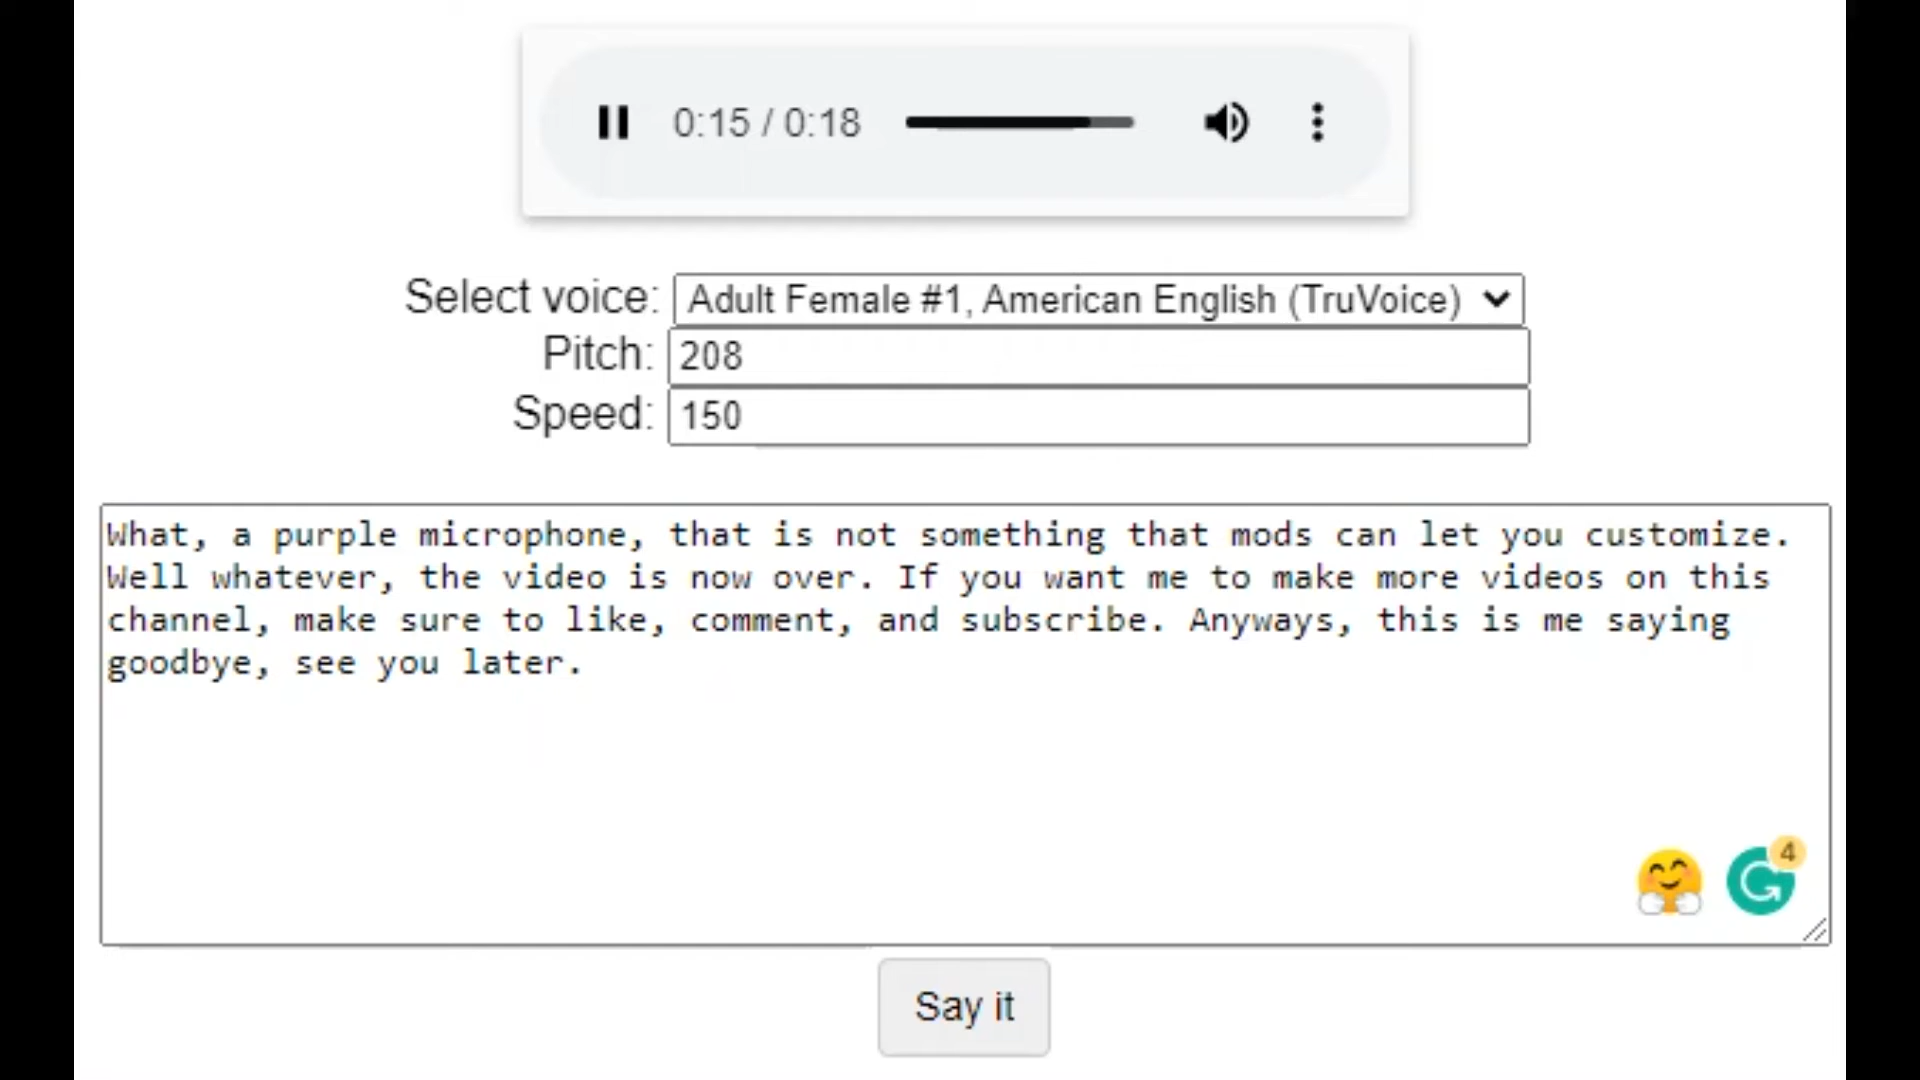 0:15 / 0:18
Select voice: Adult Female #1, American English (TruVoice)
Pitch: 208
Speed: 150
What, a purple microphone, that is not something that mods can let you customize.
Well whatever, the video is now over. If you want me to make more videos on this
channel, make sure to like, comment, and subscribe. Anyways, this is me saying
goodbye, see you later.
4
Say it